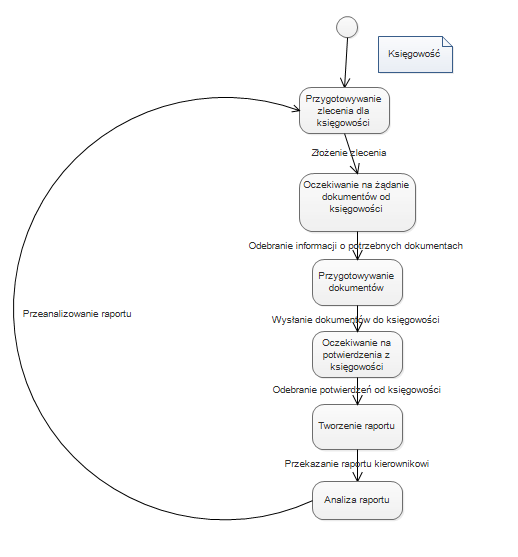 Księgowość
Przygotowywanie
zlecenia dla
księgowości
Złożenie zlecenia
Oczekiwanie na żądanie
dokumentów od
księgowości
Odebranie informacji o potrzebnych dokumentach
Przygotowywanie
dokumentów
Przeanalizowanie raportu
Wysłanie dokumentów do księgowości
Oczekiwanie na
potwierdzenia z
księgowości
Odebranie potwierdzeń od księgowości
Tworzenie raportu
Przekazanie raportu kierownikowi
Analiza raportu